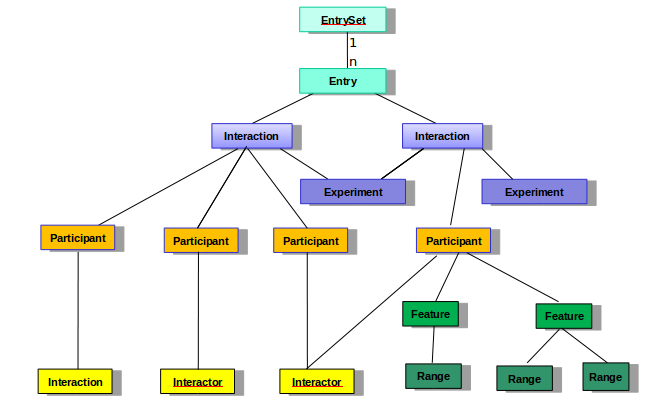 EntrySet
1
n
Entry
Interaction
Interaction
Experiment
Experiment
Participant
Participant
Participant
Participant
Feature
Feature
Interaction
Interactor
Interactor
Range
Range
Range